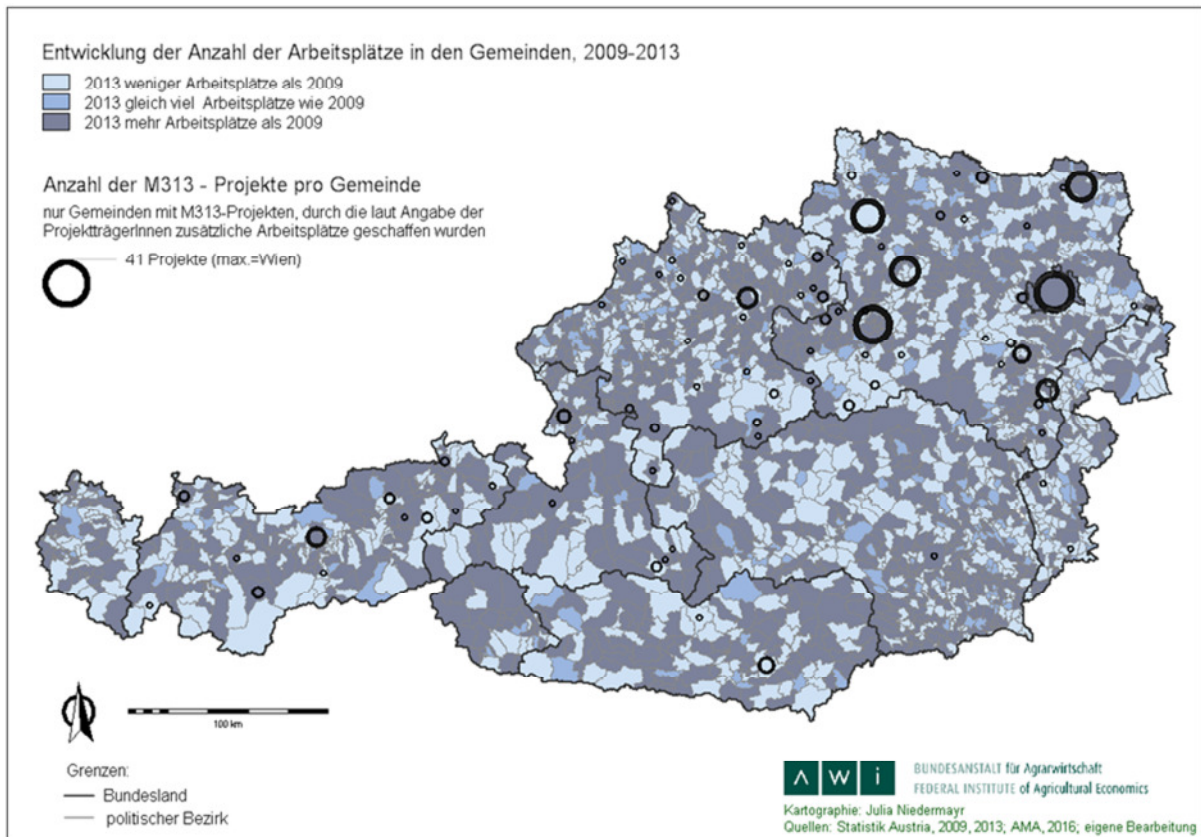 Entwicklung der Anzahl der Arbeitsplätze in den Gemeinden, 2009-2013
2013 weniger Arbeitsplätze als 2009
2013 gleich viel Arbeitsplätze wie 2009
2013 mehr Arbeitsplätze als 2009
Anzahl der M313 - Projekte pro Gemeinde
nur Gemeinden mit M313-Projekten, durch die laut Angabe der
ProjektträgerInnen zusätzliche Arbeitsplätze geschaffen wurden
41 Projekte (max.=Wien)
100 km
Grenzen:
Bundesland
politischer Bezirk
AWi
BUNDESANSTALT für Agrarwirtschaft
FEDERAL INSTITUTE of Agricultural Economics
Kartographie: Julia Niedermayr
Quellen: Statistik Austria, 2009, 2013; AMA, 2016; eigene Bearbeitung